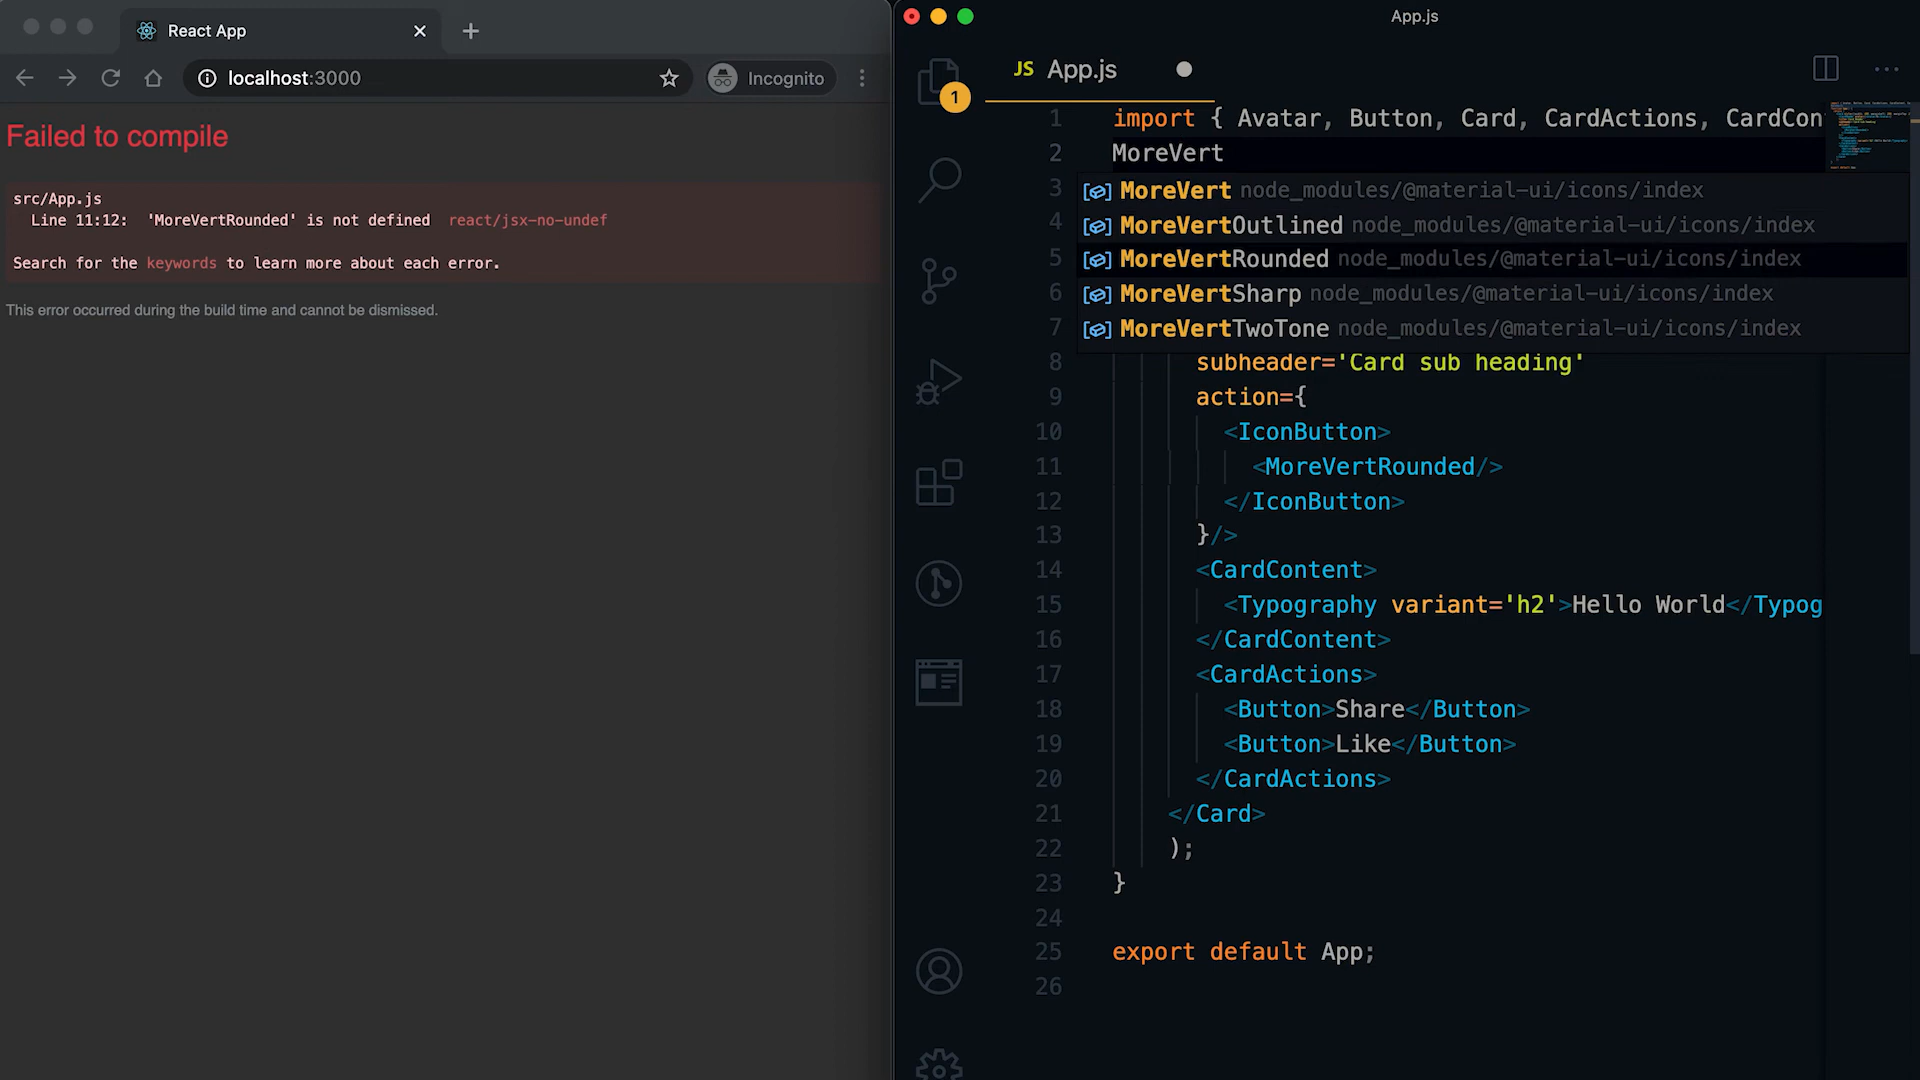 React App
localhost:3000
Incognito
Failed to compile
src/App.js
Line 11:12: 'MoreVertRounded' is not defined react/jsx-no-undef
Search for the keywords to learn more about each error.
This error occurred during the build time and cannot be dismissed.
App.js
JS App.js
1
1 import { Avatar, Button, Card, CardActions, CardCon
2 MoreVert
3 MoreVert node_modules/@material-ui/icons/index
4 MoreVertOutlined node_modules/@material-ui/icons/index
5 MoreVertRounded node_modules/@material-ui/icons/index
6 MoreVertSharp node_modules/@material-ui/icons/index
7 MoreVertTwoTone node_modules/@material-ui/icons/index
8 subheader='Card sub heading'
9 action={
10 <IconButton>
11 <MoreVertRounded/>
12 </IconButton>
13 }/>
14 <CardContent>
15 <Typography variant='h2'>Hello World</Typog
16 </CardContent>
17 <CardActions>
18 <Button>Share</Button>
19 <Button>Like</Button>
20 </CardActions>
21 </Card>
22 );
23 }
24
25 export default App;
26